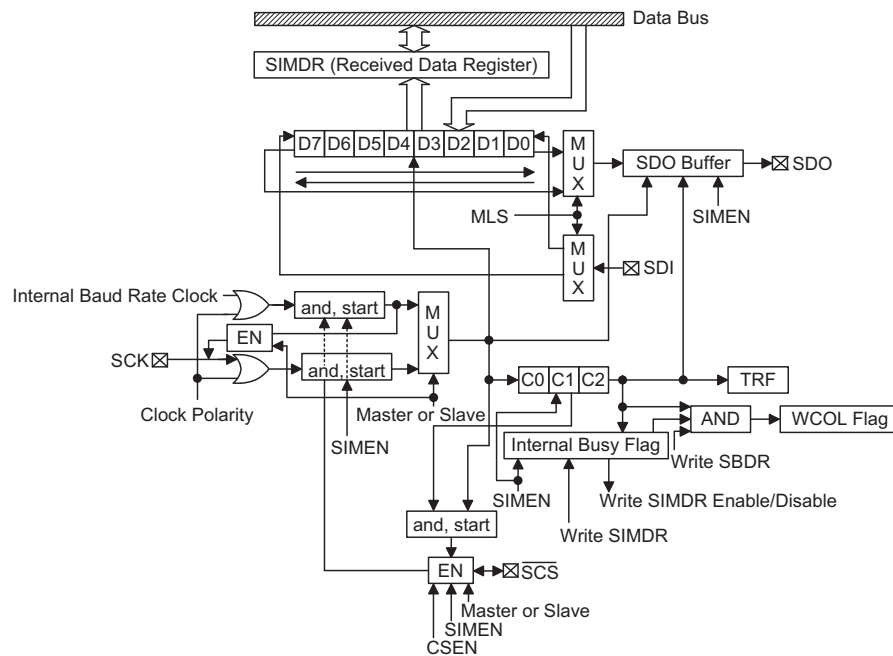 Data Bus
SIMDR (Received Data Register)
D7 D6 D5 D4 D3 D2 D1 D0
MUX
SDO Buffer
SDO
MLS
SIMEN
MUX
SDI
Internal Baud Rate Clock
and, start
MUX
EN
SCK
and, start
Clock Polarity
Master or Slave
SIMEN
C0 C1 C2
TRF
AND
WCOL Flag
Internal Busy Flag
Write SBDR
SIMEN
Write SIMDR Enable/Disable
Write SIMDR
and, start
EN
SCS
Master or Slave
SIMEN
CSEN